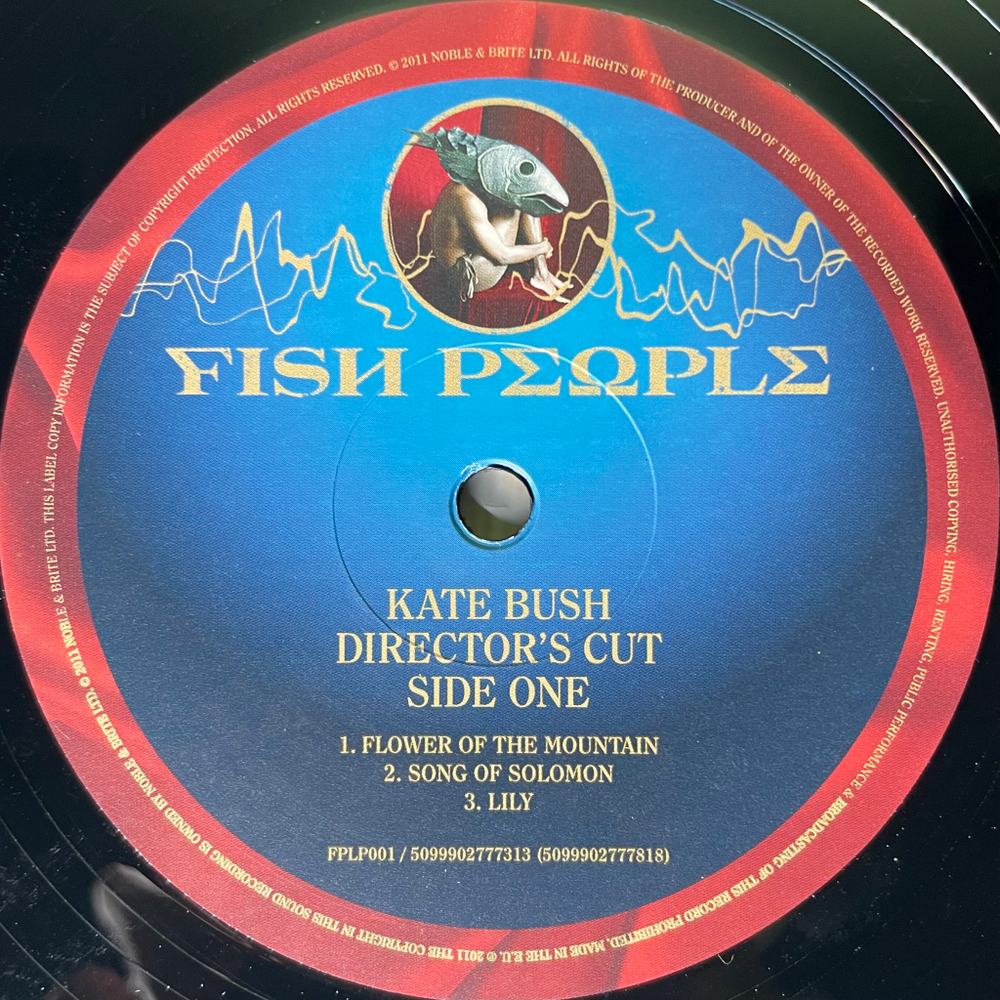 FISH PEOPLE
KATE BUSH
DIRECTOR'S CUT
SIDE ONE
1. FLOWER OF THE MOUNTAIN
2. SONG OF SOLOMON
3. LILY
FPLP001 / 5099902777313 (5099902777818)
℗ 2011 THE COPYRIGHT IN THIS SOUND RECORDING IS OWNED BY NOBLE & BRITE LTD. © 2011 NOBLE & BRITE LTD. THIS LABEL COPY INFORMATION IS THE SUBJECT OF COPYRIGHT PROTECTION. ALL RIGHTS RESERVED. © 2011 NOBLE & BRITE LTD. ALL RIGHTS OF THE PRODUCER AND OF THE OWNER OF THE RECORDED WORK RESERVED. UNAUTHORISED COPYING, HIRING, RENTING, PUBLIC PERFORMANCE & BROADCASTING OF THIS RECORD PROHIBITED. MADE IN THE E.U.